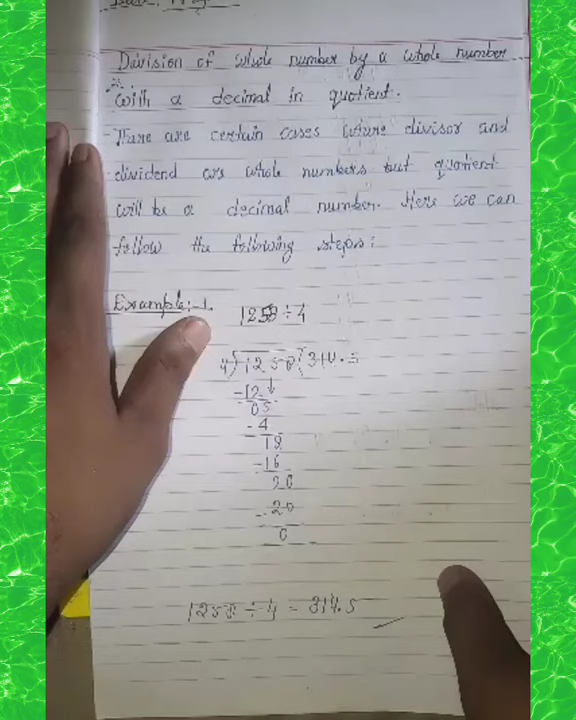 Division of whole number by a whole number
with a decimal in quotient.
There are certain cases where divisor and
dividend are whole numbers but quotient
will be a decimal number. Here we can
follow the following steps:
Example:-1. 1258 ÷ 4
4)1258(314.5
-12
05
-4
18
-16
20
-20
0
1258 ÷ 4 = 314.5